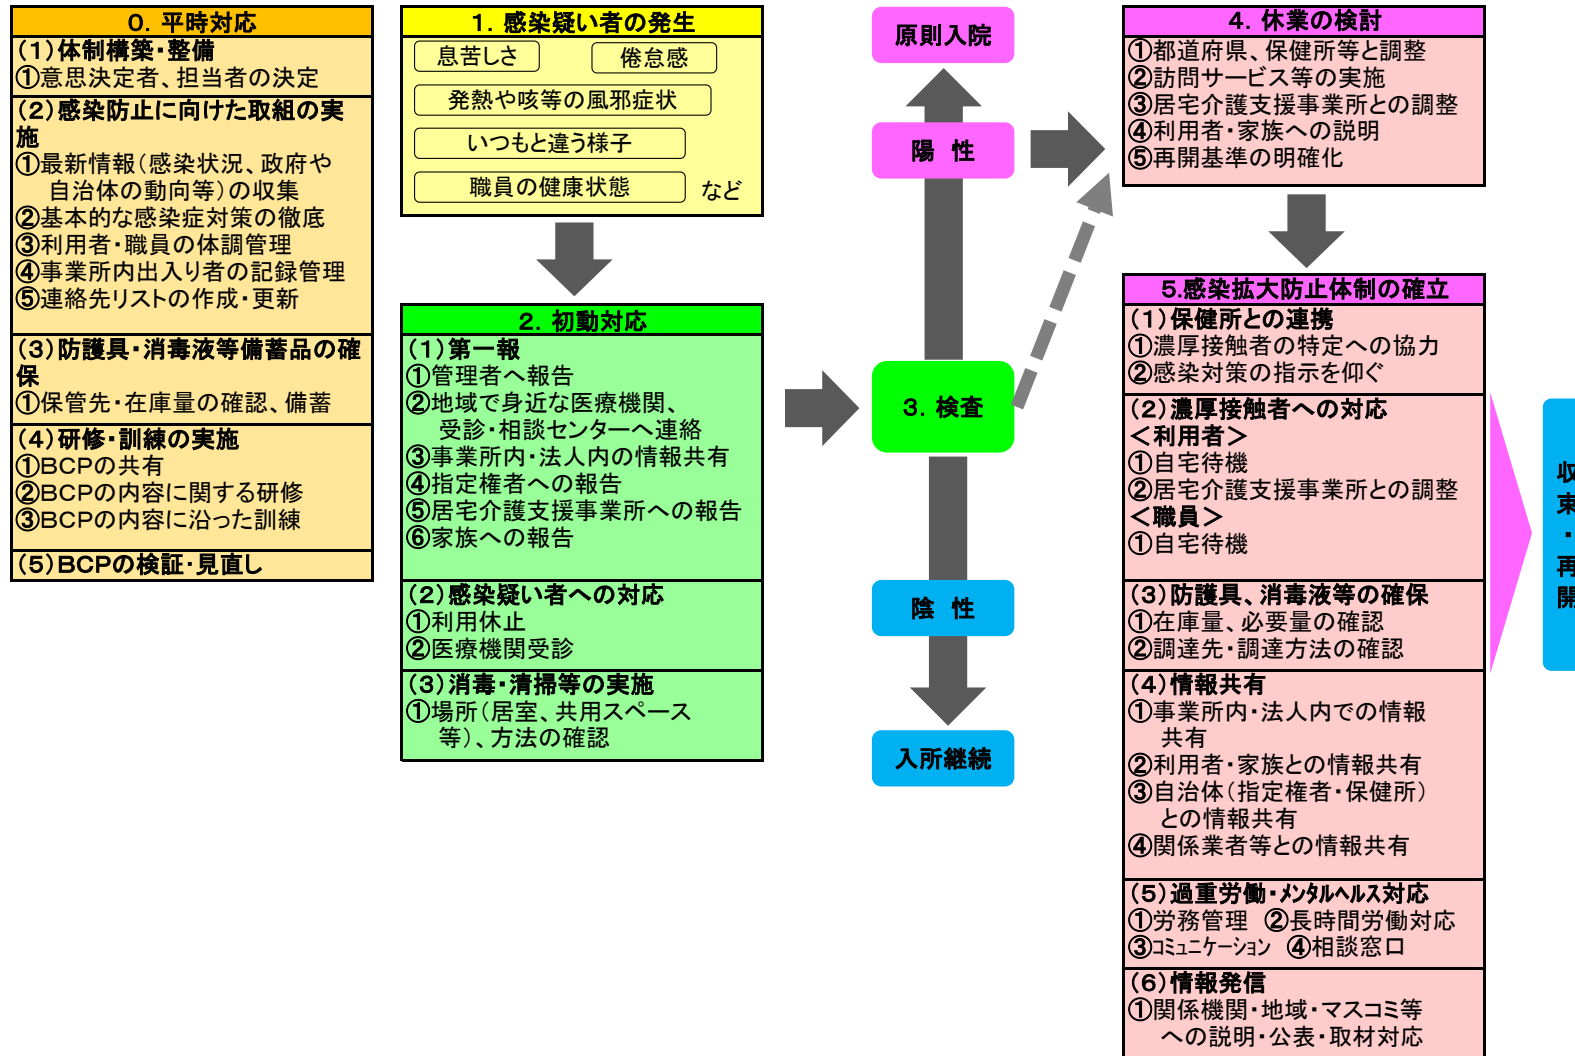 0．平時対応
（1）体制構築・整備
①意思決定者、担当者の決定
（2）感染防止に向けた取組の実
施
①最新情報（感染状況、政府や
自治体の動向等）の収集
②基本的な感染症対策の徹底
③利用者・職員の体調管理
④事業所内出入り者の記録管理
⑤連絡先リストの作成・更新
（3）防護具・消毒液等備蓄品の確
保
①保管先・在庫量の確認、備蓄
（4）研修・訓練の実施
①BCPの共有
②BCPの内容に関する研修
③BCPの内容に沿った訓練
（5）BCPの検証・見直し
1．感染疑い者の発生
息苦しさ
倦怠感
発熱や咳等の風邪症状
いつもと違う様子
職員の健康状態
など
2．初動対応
（1）第一報
①管理者へ報告
②地域で身近な医療機関、
受診・相談センターへ連絡
③事業所内・法人内の情報共有
④指定権者への報告
⑤居宅介護支援事業所への報告
⑥家族への報告
（2）感染疑い者への対応
①利用休止
②医療機関受診
（3）消毒・清掃等の実施
①場所（居室、共用スペース
等）、方法の確認
原則入院
陽 性
3．検査
陰 性
入所継続
4．休業の検討
①都道府県、保健所等と調整
②訪問サービス等の実施
③居宅介護支援事業所との調整
④利用者・家族への説明
⑤再開基準の明確化
5.感染拡大防止体制の確立
（1）保健所との連携
①濃厚接触者の特定への協力
②感染対策の指示を仰ぐ
（2）濃厚接触者への対応
＜利用者＞
①自宅待機
②居宅介護支援事業所との調整
＜職員＞
①自宅待機
（3）防護具、消毒液等の確保
①在庫量、必要量の確認
②調達先・調達方法の確認
（4）情報共有
①事業所内・法人内での情報
共有
②利用者・家族との情報共有
③自治体（指定権者・保健所）
との情報共有
④関係業者等との情報共有
（5）過重労働・ﾒﾝﾀﾙﾍﾙｽ対応
①労務管理 ②長時間労働対応
③ｺﾐｭﾆｹｰｼｮﾝ ④相談窓口
（6）情報発信
①関係機関・地域・マスコミ等
への説明・公表・取材対応
収
束
・
再
開